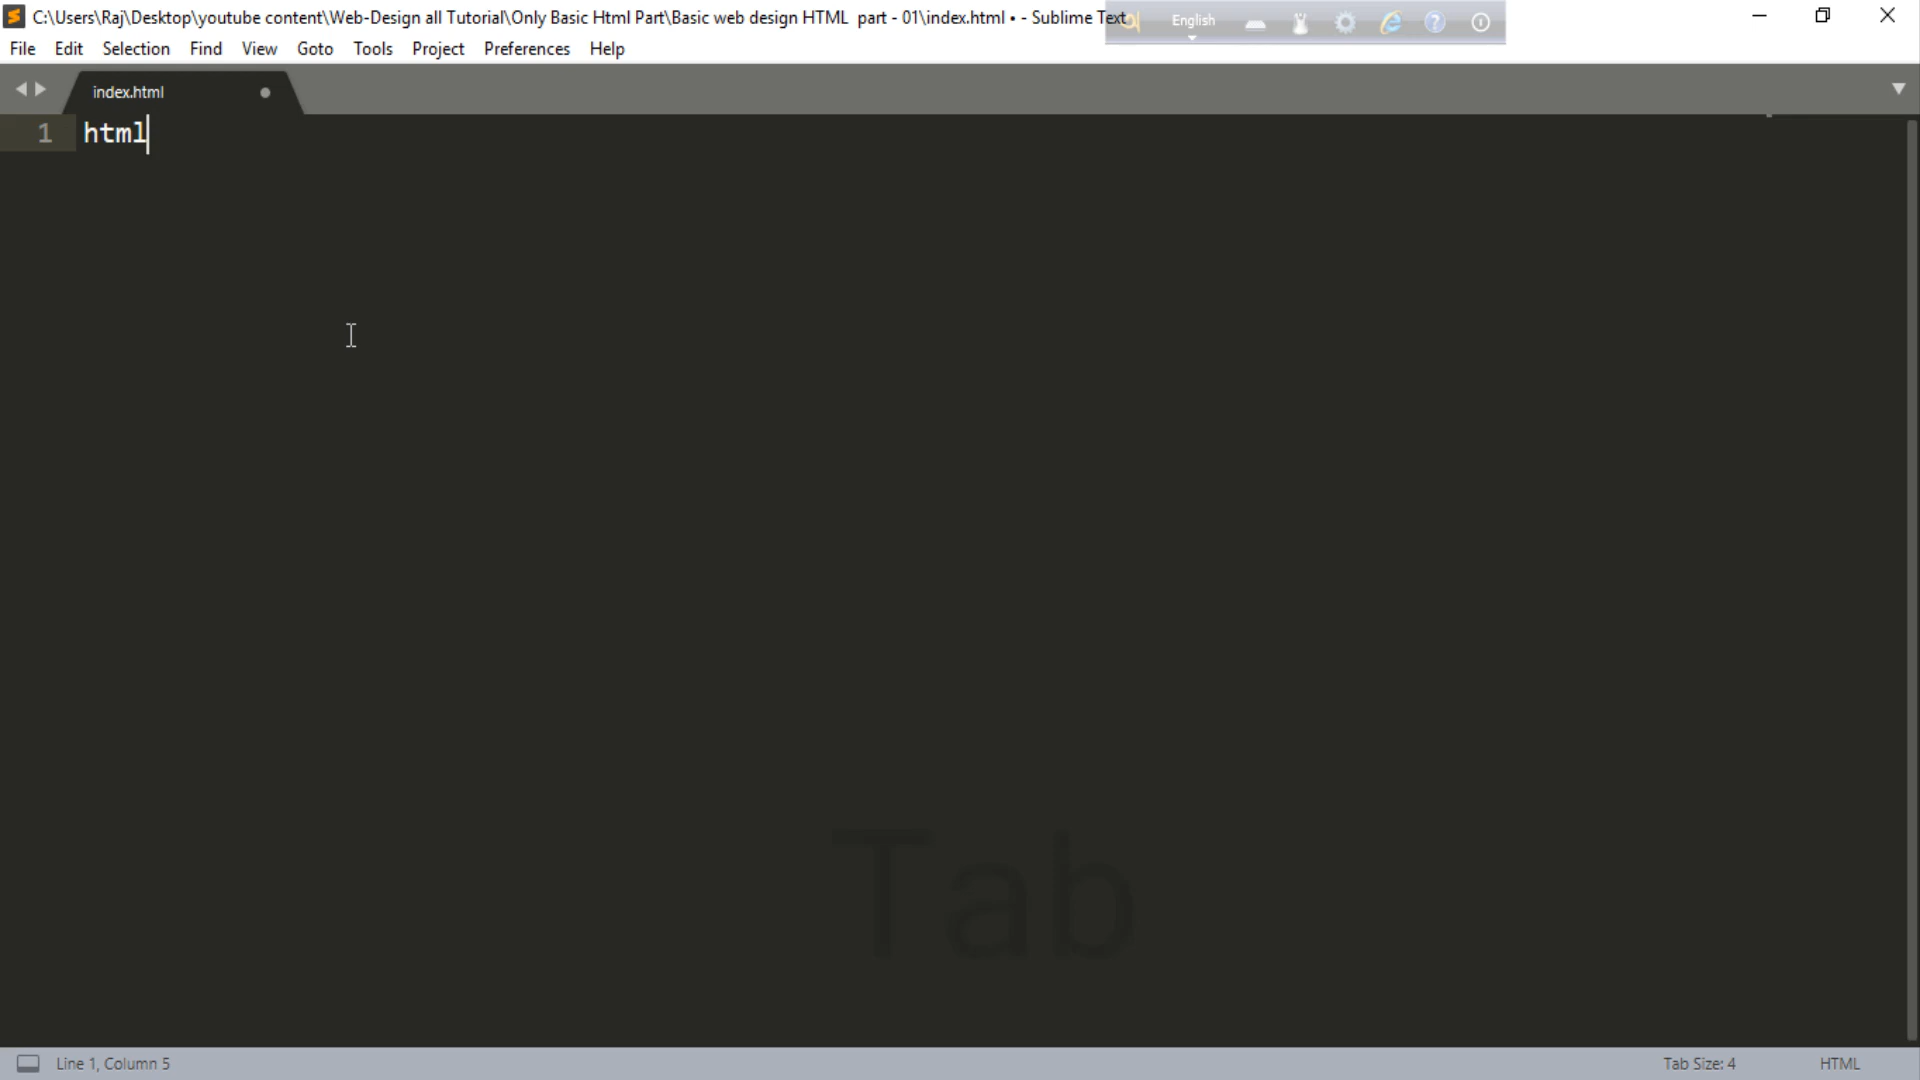 C:\Users\Raj\Desktop\youtube content\Web-Design all Tutorial\Only Basic Html Part\Basic web design HTML  part - 01\index.html • - Sublime Text
English
File Edit Selection Find View Goto Tools Project Preferences Help
index.html
1 html
Tab
Line 1, Column 5 Tab Size: 4 HTML